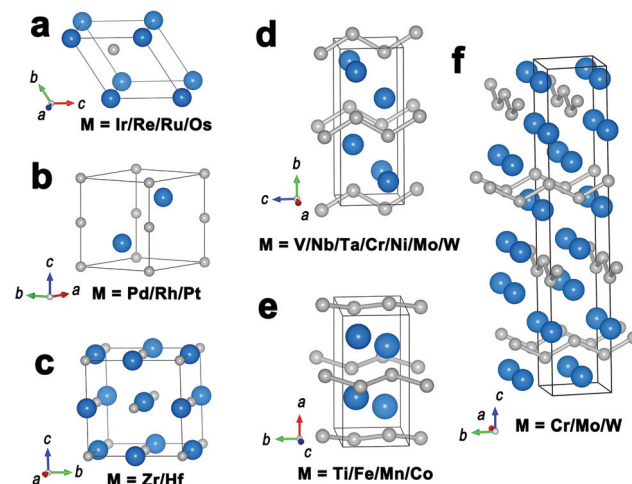 a
b
c
a
M = Ir/Re/Ru/Os
b
c
b
a
M = Pd/Rh/Pt
c
c
a
b
M = Zr/Hf
d
b
c
a
M = V/Nb/Ta/Cr/Ni/Mo/W
e
a
b
c
M = Ti/Fe/Mn/Co
f
c
a
b
M = Cr/Mo/W